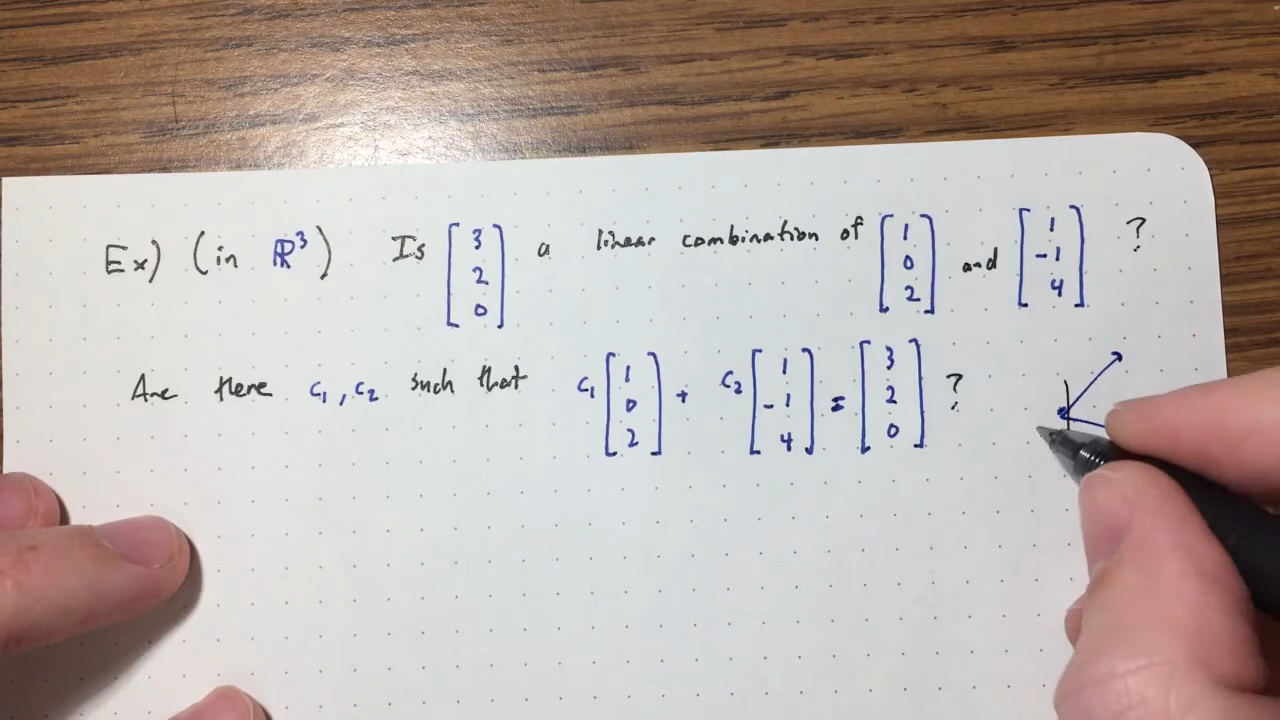 Ex) (in ℝ³) Is [3 2 0] a linear combination of [1 0 2] and [1 -1 4] ?
Are there c₁, c₂ such that c₁ [1 0 2] + c₂ [1 -1 4] = [3 2 0] ?